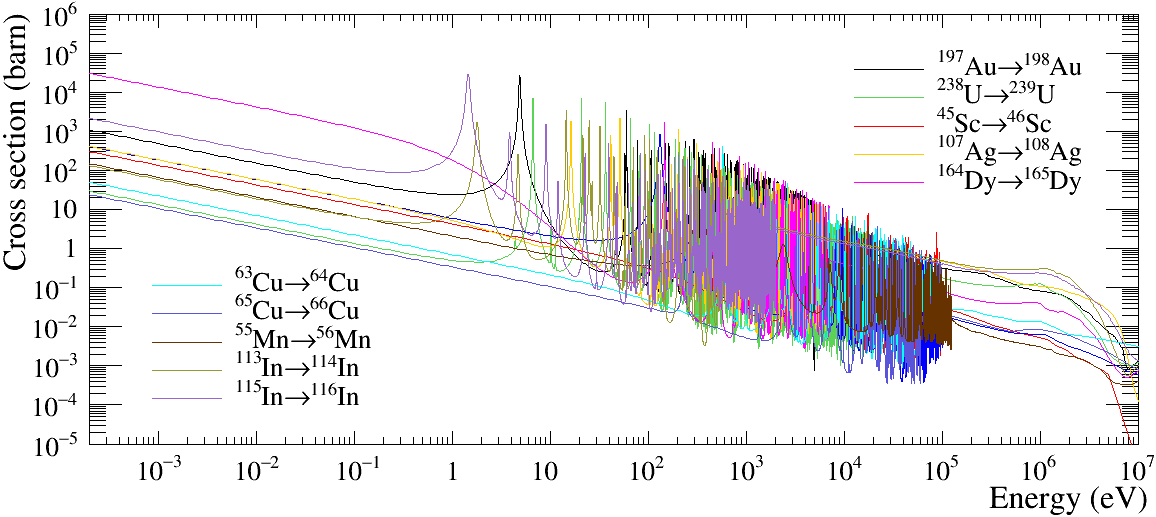 Cross section (barn)
10⁶
10⁵
10⁴
10³
10²
10
1
10⁻¹
10⁻²
10⁻³
10⁻⁴
10⁻⁵
¹⁹⁷Au→¹⁹⁸Au
²³⁸U→²³⁹U
⁴⁵Sc→⁴⁶Sc
¹⁰⁷Ag→¹⁰⁸Ag
¹⁶⁴Dy→¹⁶⁵Dy
⁶³Cu→⁶⁴Cu
⁶⁵Cu→⁶⁶Cu
⁵⁵Mn→⁵⁶Mn
¹¹³In→¹¹⁴In
¹¹⁵In→¹¹⁶In
10⁻³ 10⁻² 10⁻¹ 1 10 10² 10³ 10⁴ 10⁵ 10⁶ 10⁷
Energy (eV)